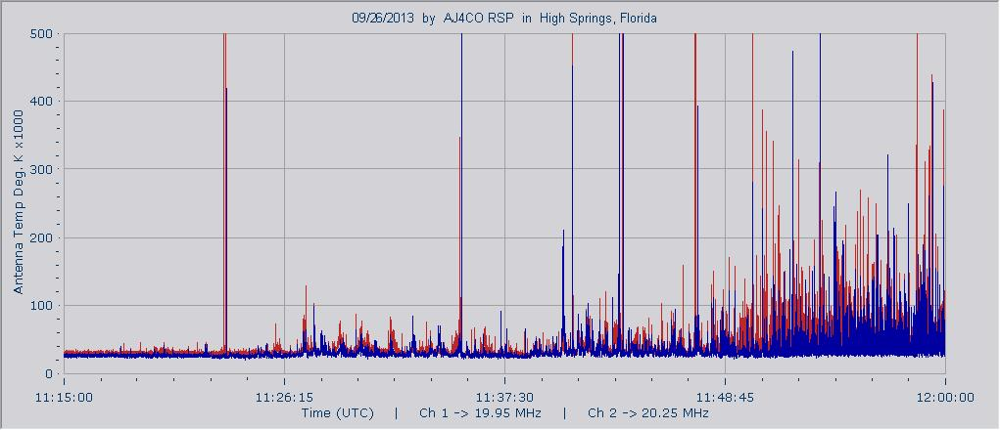 09/26/2013 by AJ4CO RSP in High Springs, Florida
Antenna Temp Deg. K x1000
500
400
300
200
100
0
11:15:00 11:26:15 11:37:30 11:48:45 12:00:00
Time (UTC) | Ch 1 -> 19.95 MHz | Ch 2 -> 20.25 MHz